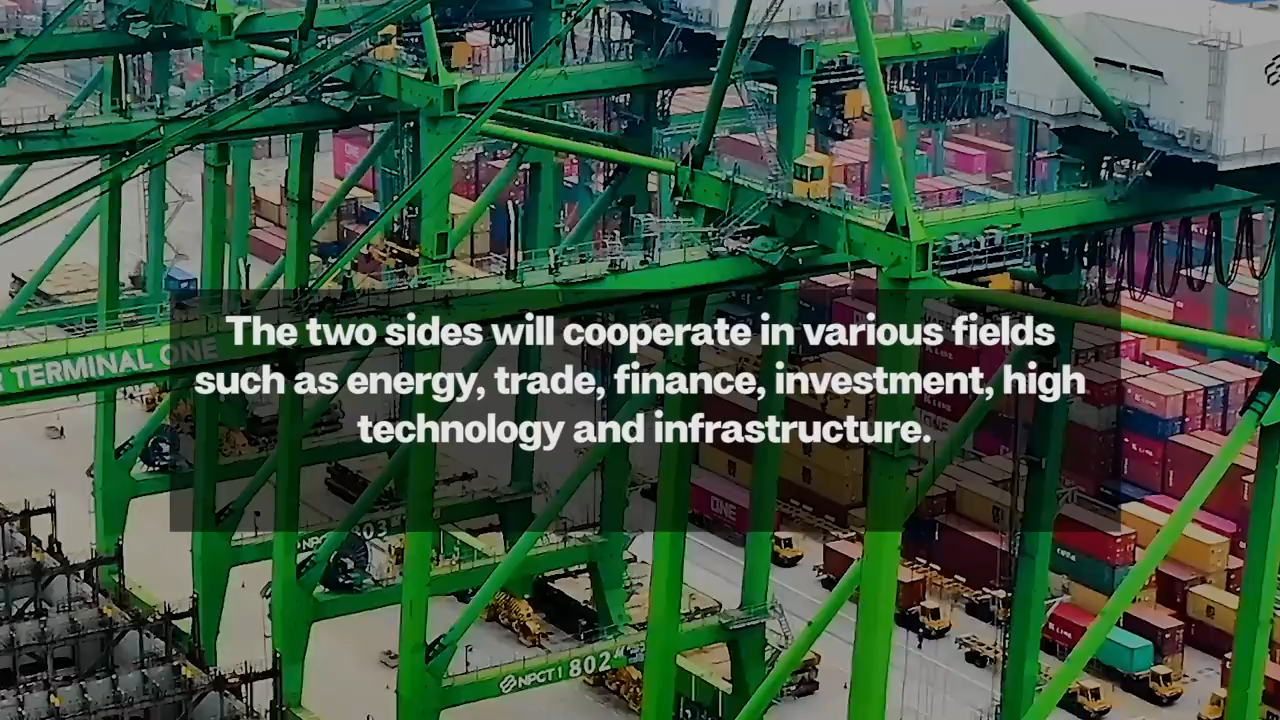 The two sides will cooperate in various fields
such as energy, trade, finance, investment, high
technology and infrastructure.
R TERMINAL ONE
NPCT1 802
803
ONE